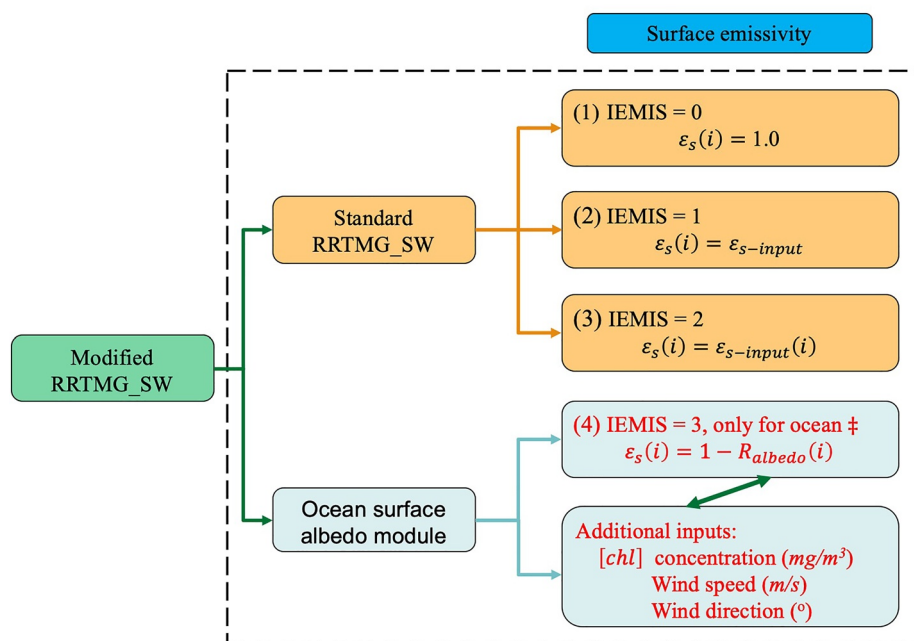 Surface emissivity
(1) IEMIS = 0
εₛ(i) = 1.0
Standard
RRTMG_SW
(2) IEMIS = 1
εₛ(i) = εₛ₋ᵢₙₚᵤₜ
(3) IEMIS = 2
εₛ(i) = εₛ₋ᵢₙₚᵤₜ(i)
Modified
RRTMG_SW
(4) IEMIS = 3, only for ocean ‡
εₛ(i) = 1 − R_albedo(i)
Ocean surface
albedo module
Additional inputs:
[chl] concentration (mg/m³)
Wind speed (m/s)
Wind direction (°)